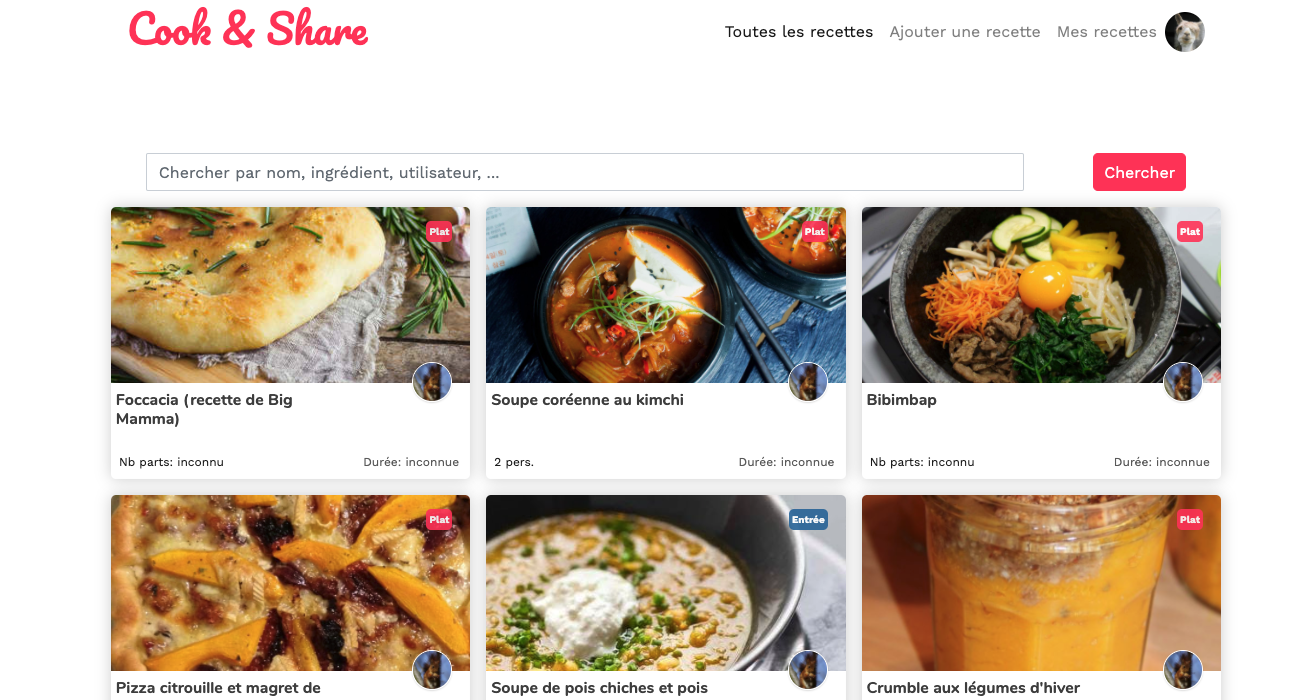 Cook & Share
Toutes les recettes
Ajouter une recette
Mes recettes
Chercher par nom, ingrédient, utilisateur, ...
Chercher
Plat
Plat
Plat
Foccacia (recette de Big
Mamma)
Soupe coréenne au kimchi
Bibimbap
Nb parts: inconnu
Durée: inconnue
2 pers.
Durée: inconnue
Nb parts: inconnu
Durée: inconnue
Plat
Entrée
Plat
Pizza citrouille et magret de
Soupe de pois chiches et pois
Crumble aux légumes d'hiver